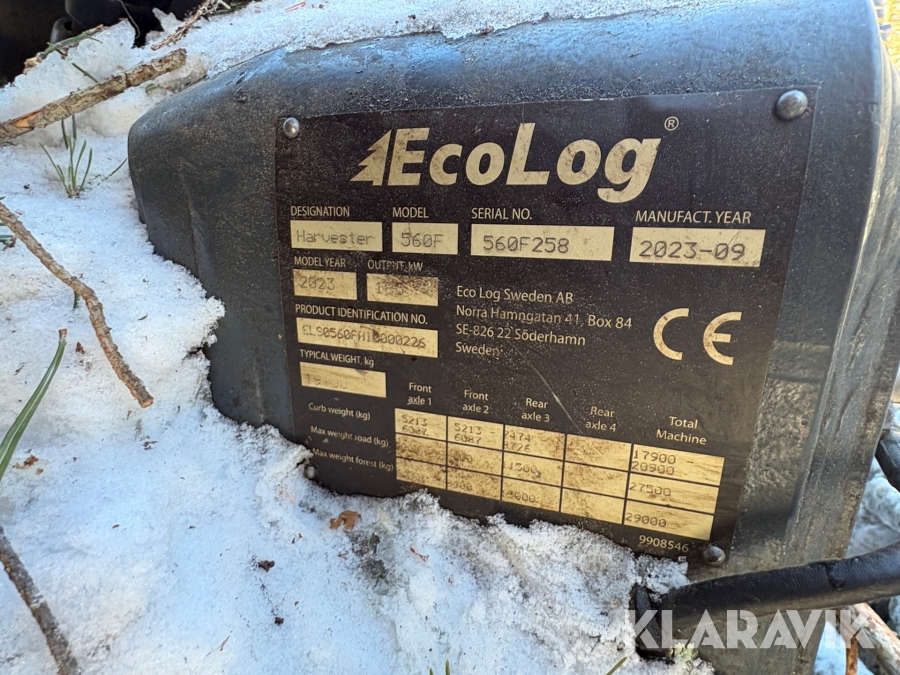 EcoLog®
DESIGNATION MODEL SERIAL NO. MANUFACT. YEAR
Harvester 560F 560F258 2023-09
MODEL YEAR OUTPUT, kW
2023
Eco Log Sweden AB
Norra Hamngatan 41, Box 84
SE-826 22 Söderhamn
Sweden
CE
PRODUCT IDENTIFICATION NO.
TYPICAL WEIGHT, kg
Front axle 1 Front axle 2 Rear axle 3 Rear axle 4 Total Machine
Curb weight (kg) 5213 5213 17900
6087 6087 20900
Max weight road (kg) 27500
Max weight forest (kg) 29000
9908546
KLARAVIK